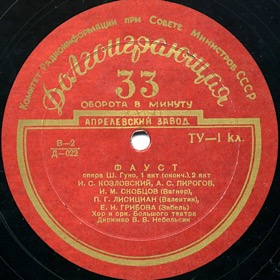 Комитет Радиоинформации при Совете Министров СССР
Долгоиграющая
33
ОБОРОТА В МИНУТУ
АПРЕЛЕВСКИЙ ЗАВОД
В—2
Д—022
ТУ—1 кл.
ФАУСТ
опера Ш. Гуно, 1 акт (оконч.), 2 акт
И. С. КОЗЛОВСКИЙ, А. С. ПИРОГОВ,
И. М. СКОБЦОВ (Вагнер),
П. Г. ЛИСИЦИАН (Валентин),
Е. И. ГРИБОВА (Зибель)
Хор и орк. Большого театра
Дирижер В. В. Небольсин